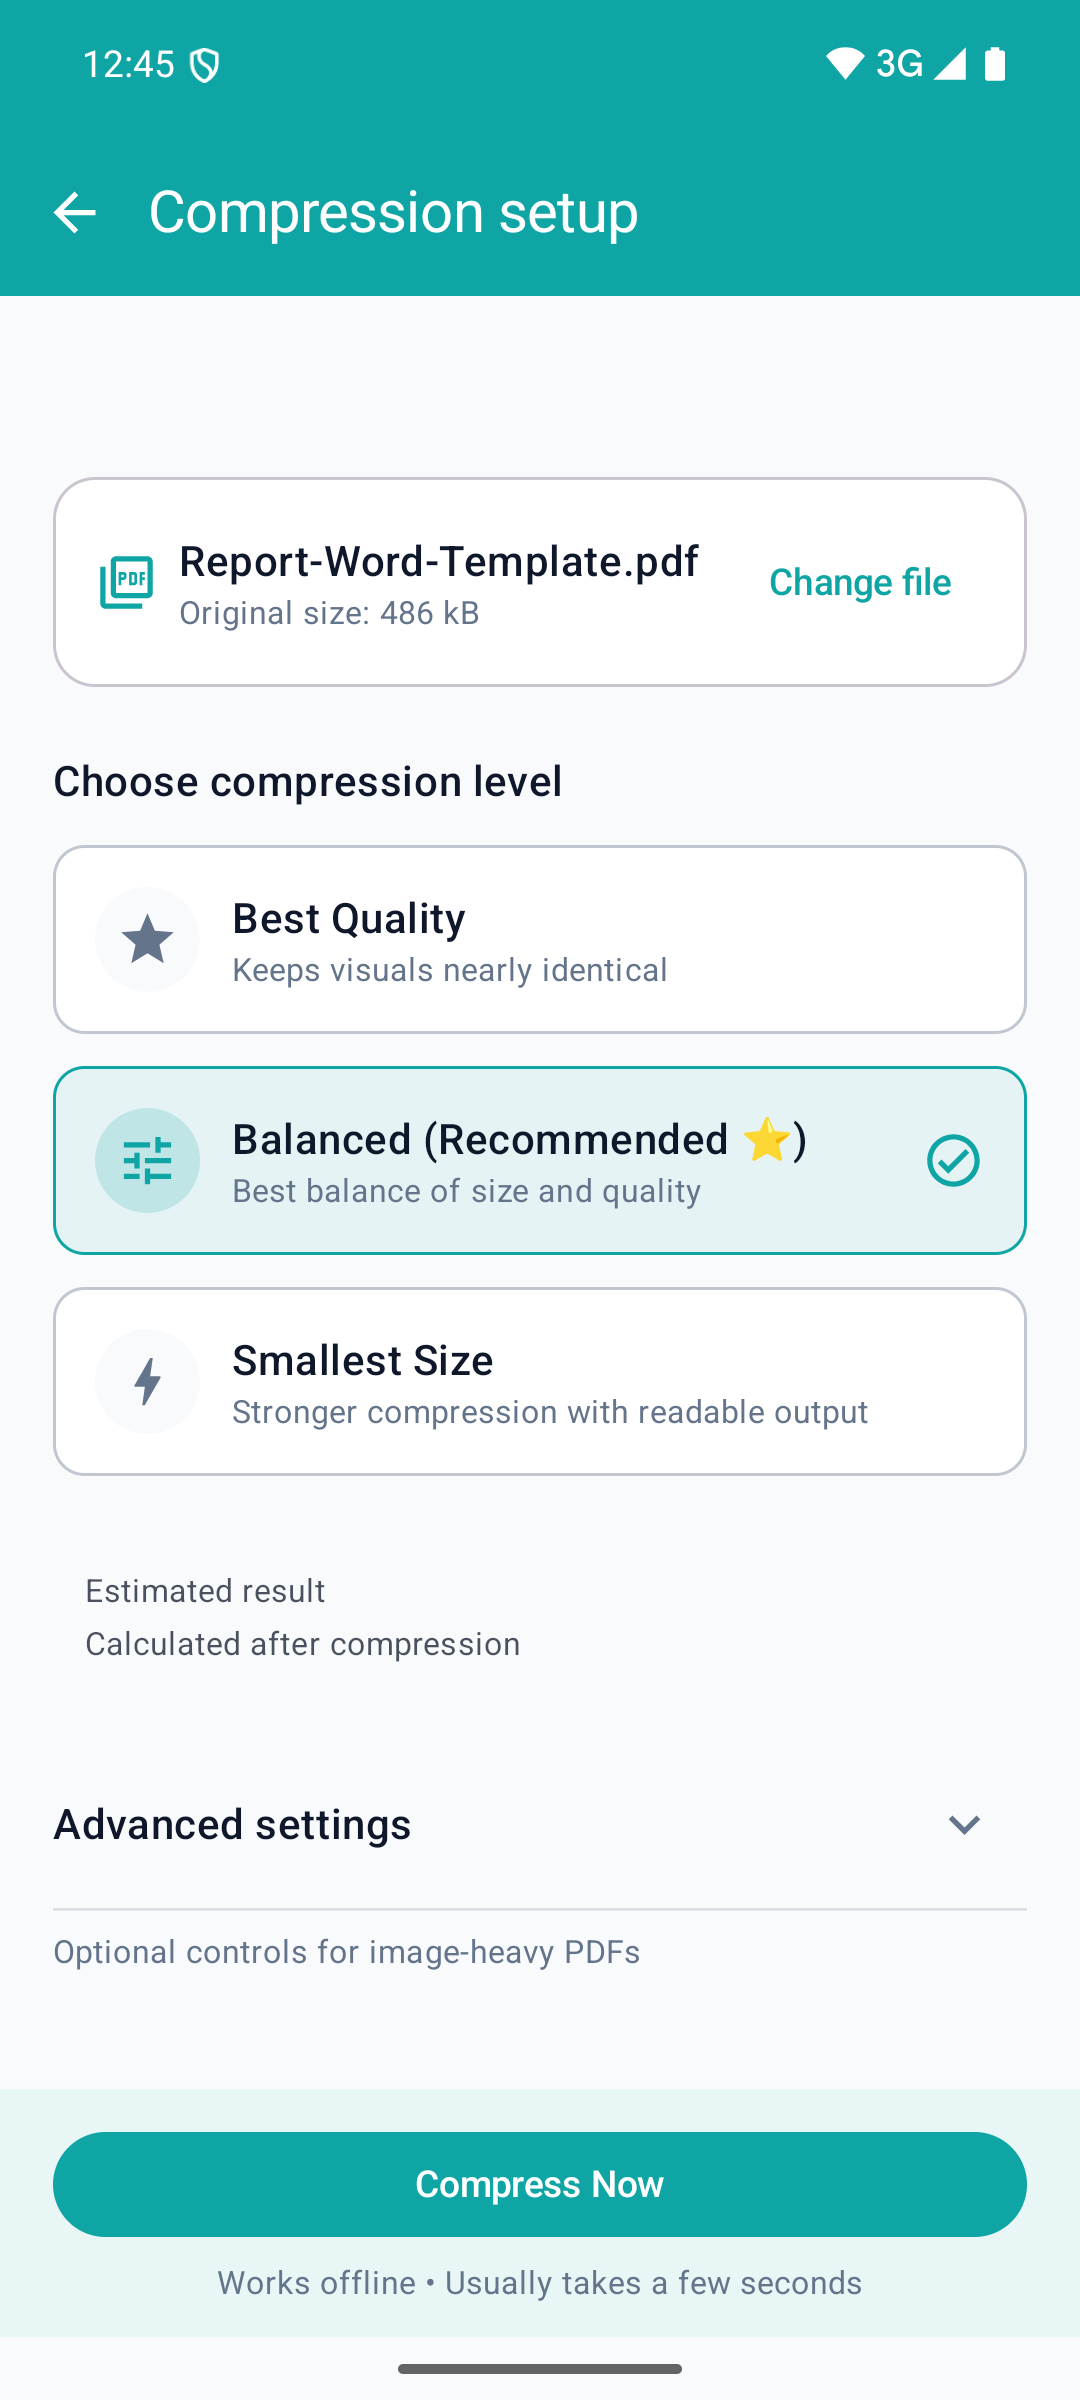 12:45
3G
Compression setup
PDF
Report-Word-Template.pdf
Original size: 486 kB
Change file
Choose compression level
Best Quality
Keeps visuals nearly identical
Balanced (Recommended ⭐)
Best balance of size and quality
Smallest Size
Stronger compression with readable output
Estimated result
Calculated after compression
Advanced settings
Optional controls for image-heavy PDFs
Compress Now
Works offline • Usually takes a few seconds